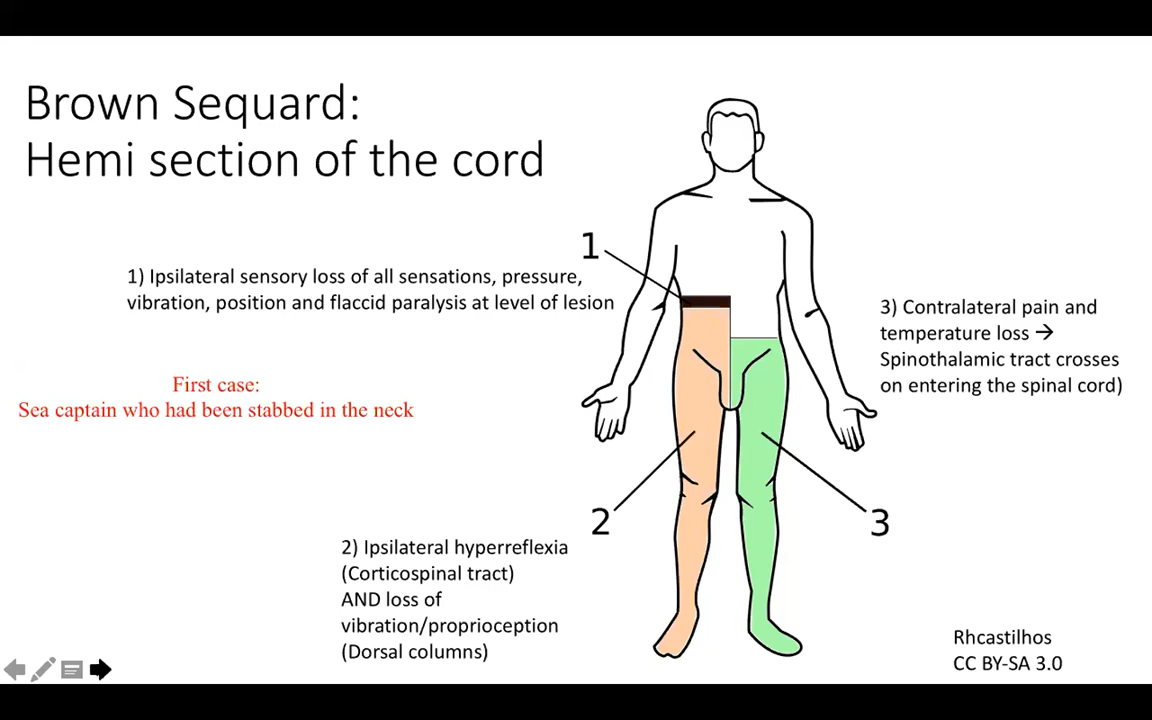 Brown Sequard:
Hemi section of the cord
1
1) Ipsilateral sensory loss of all sensations, pressure,
vibration, position and flaccid paralysis at level of lesion
3) Contralateral pain and
temperature loss →
Spinothalamic tract crosses
on entering the spinal cord)
First case:
Sea captain who had been stabbed in the neck
2
3
2) Ipsilateral hyperreflexia
(Corticospinal tract)
AND loss of
vibration/proprioception
(Dorsal columns)
Rhcastilhos
CC BY-SA 3.0